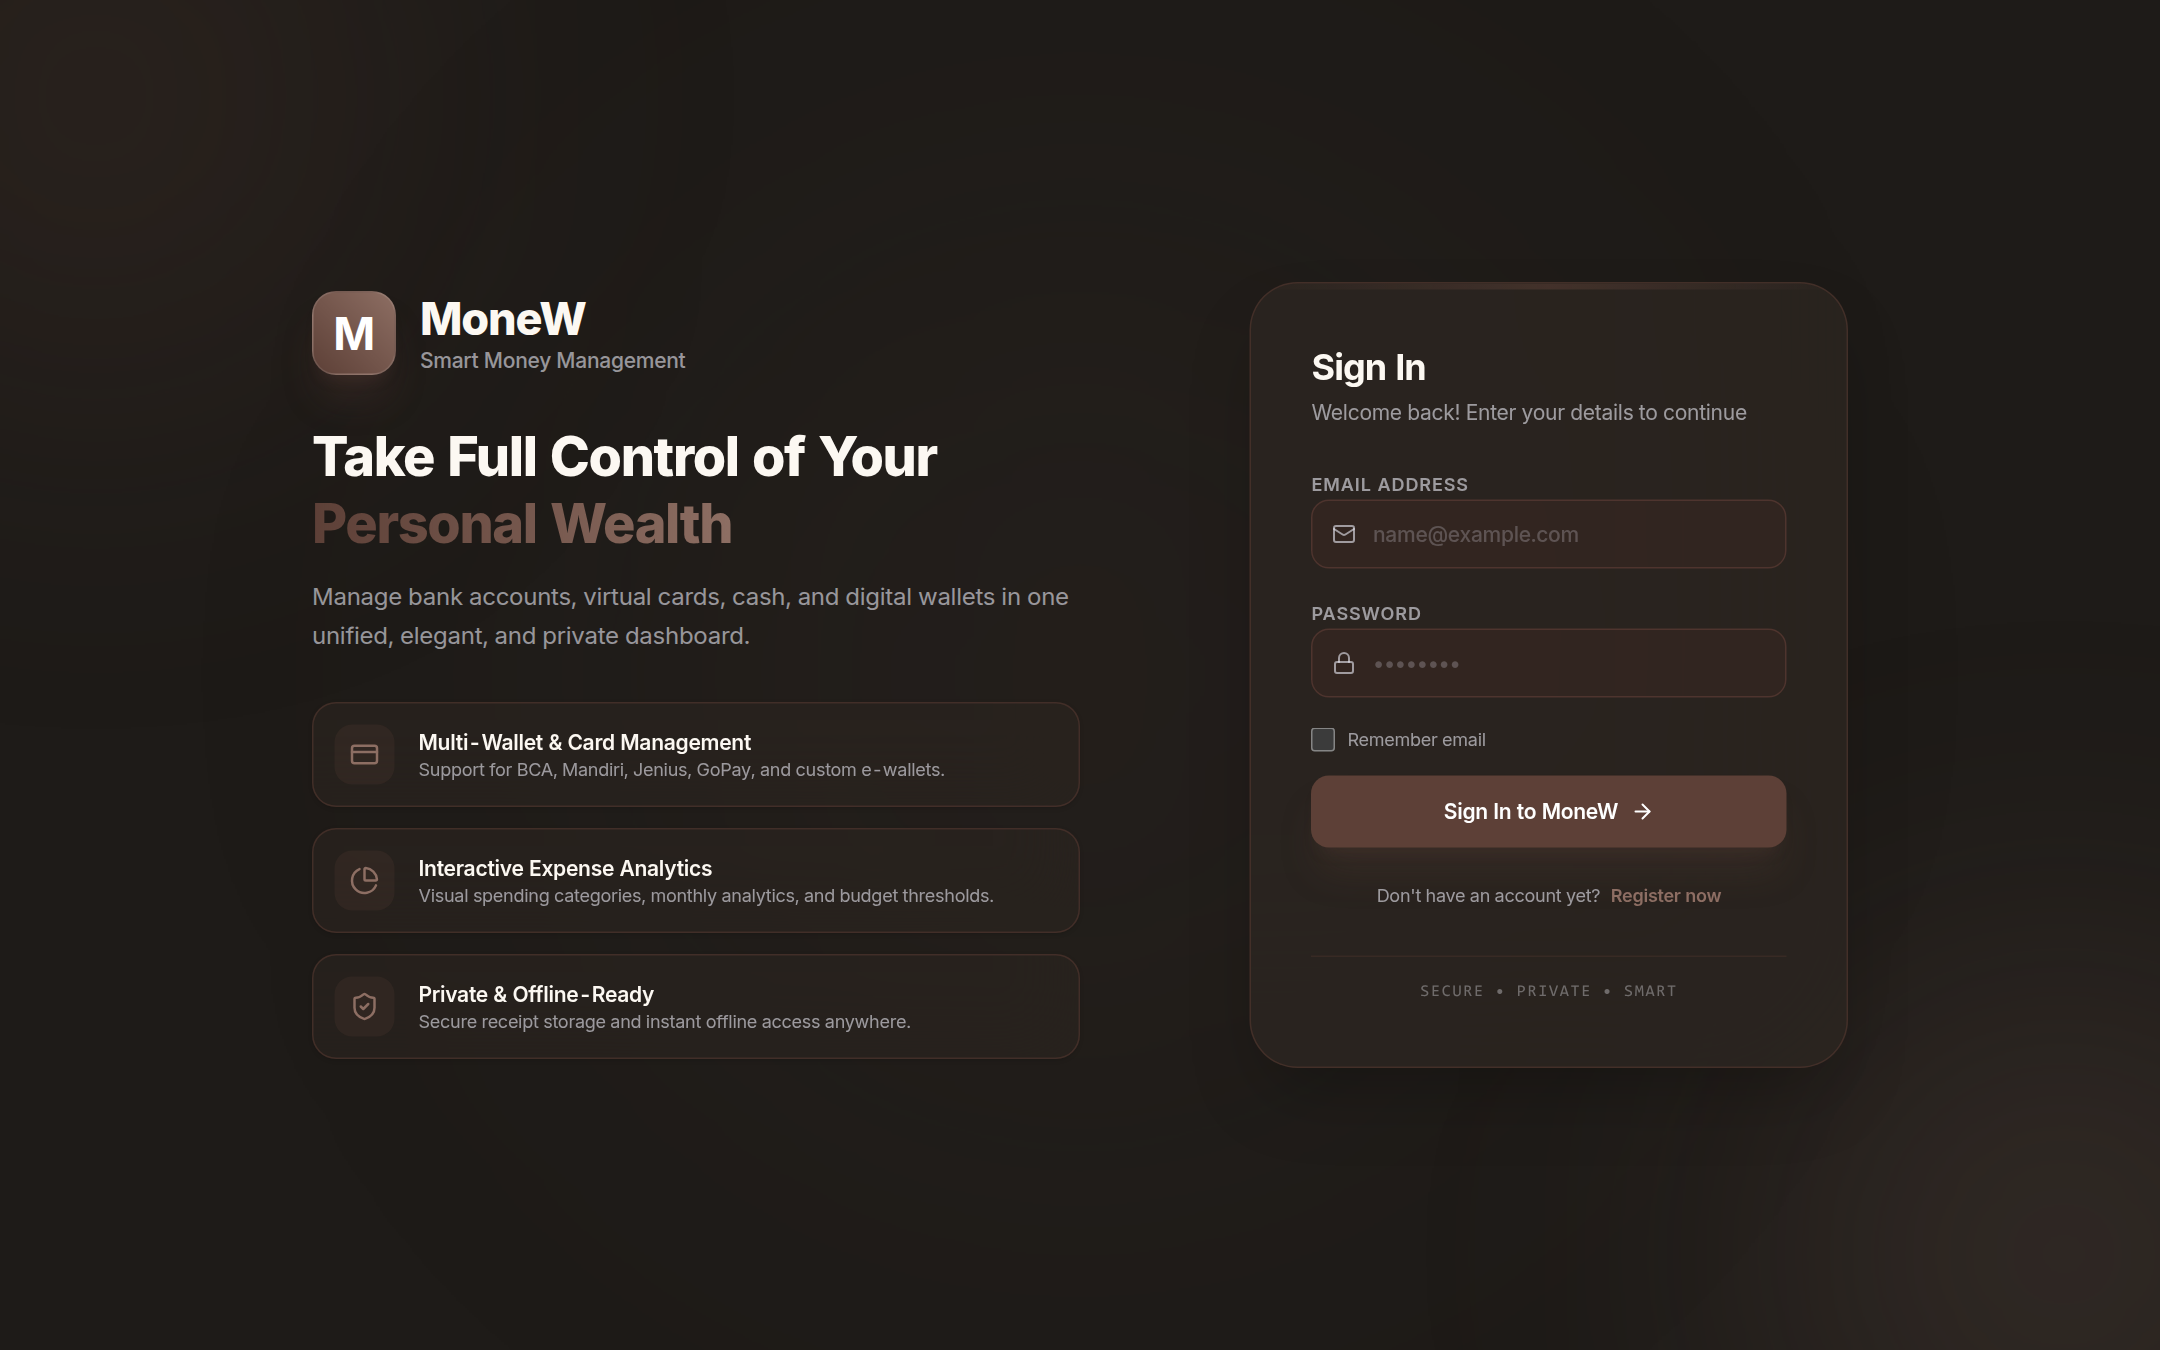 M
MoneW
Smart Money Management
Take Full Control of Your
Personal Wealth
Manage bank accounts, virtual cards, cash, and digital wallets in one
unified, elegant, and private dashboard.
Multi-Wallet & Card Management
Support for BCA, Mandiri, Jenius, GoPay, and custom e-wallets.
Interactive Expense Analytics
Visual spending categories, monthly analytics, and budget thresholds.
Private & Offline-Ready
Secure receipt storage and instant offline access anywhere.
Sign In
Welcome back! Enter your details to continue
EMAIL ADDRESS
name@example.com
PASSWORD
••••••••
Remember email
Sign In to MoneW →
Don't have an account yet? Register now
SECURE • PRIVATE • SMART